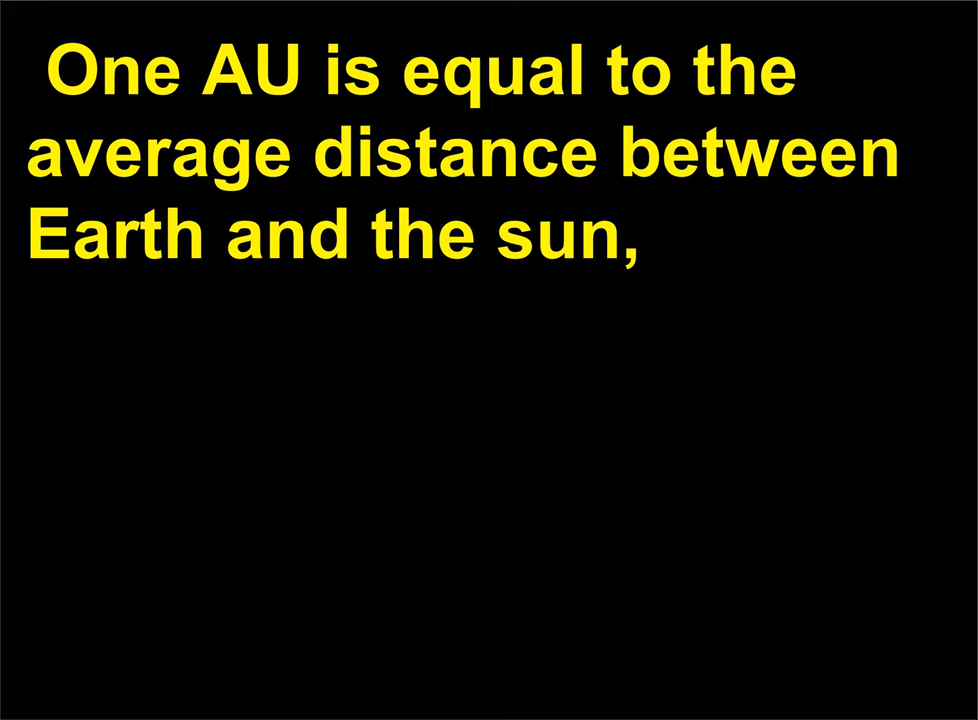 One AU is equal to the
average distance between
Earth and the sun,